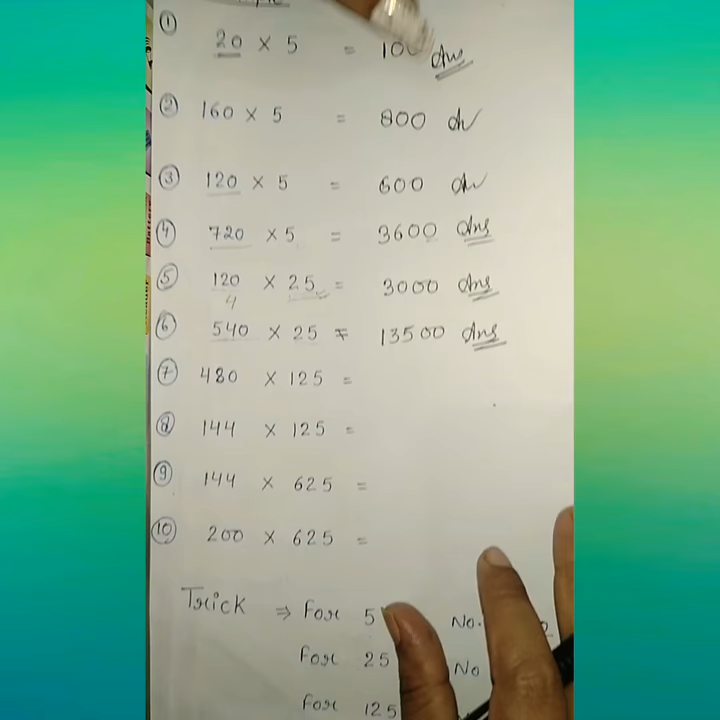 ① 20 × 5 = 100 Ans
② 160 × 5 = 800
③ 120 × 5 = 600
④ 720 × 5 = 3600 Ans
⑤ 120 × 25 = 3000 Ans
4
⑥ 540 × 25 = 13500 Ans
⑦ 480 × 125 =
⑧ 144 × 125 =
⑨ 144 × 625 =
⑩ 200 × 625 =
Trick ⇒ For 5 No. 2
For 25 No
For 125